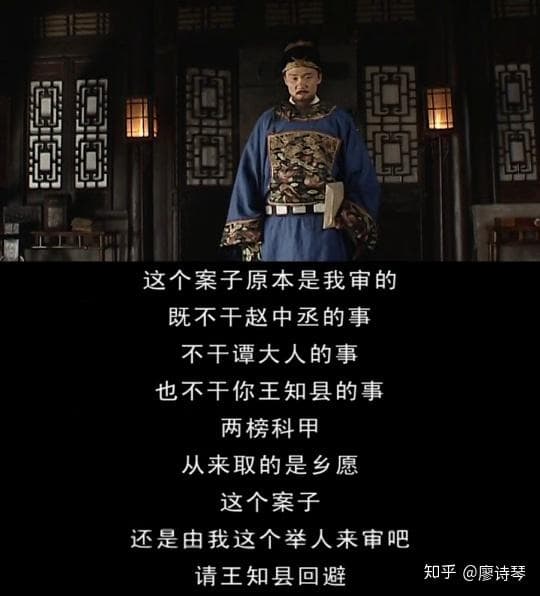 这个案子原本是我审的
既不干赵中丞的事
不干谭大人的事
也不干你王知县的事
两榜科甲
从来取的是乡愿
这个案子
还是由我这个举人来审吧
请王知县回避
知乎 @廖诗琴